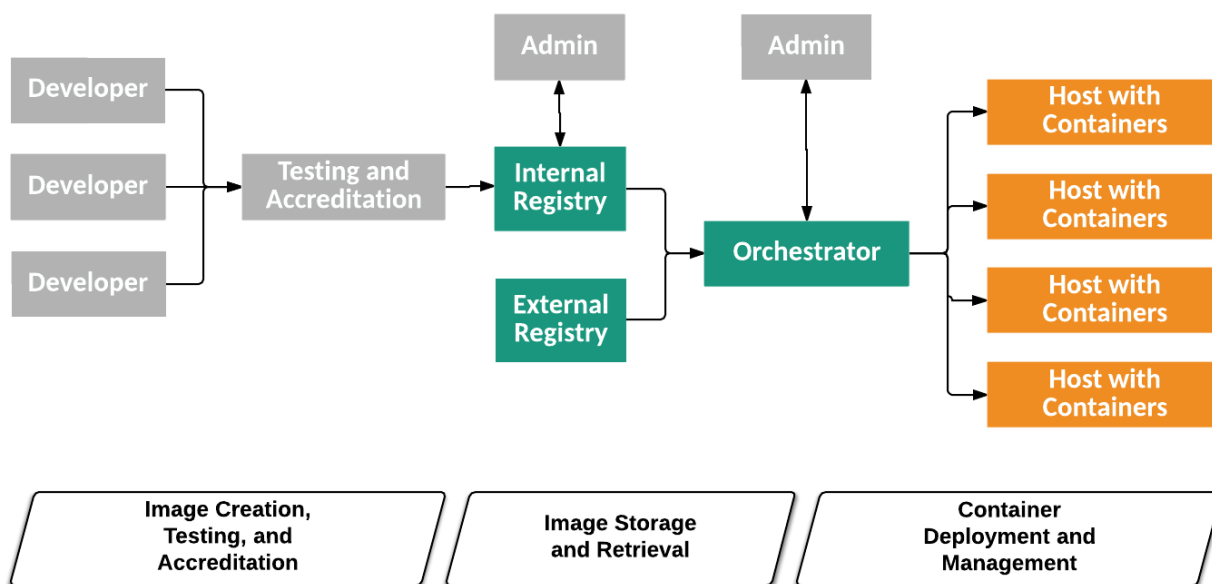 Admin
Admin
Developer
Developer
Developer
Testing and
Accreditation
Internal
Registry
External
Registry
Orchestrator
Host with
Containers
Host with
Containers
Host with
Containers
Host with
Containers
Image Creation,
Testing, and
Accreditation
Image Storage
and Retrieval
Container
Deployment and
Management